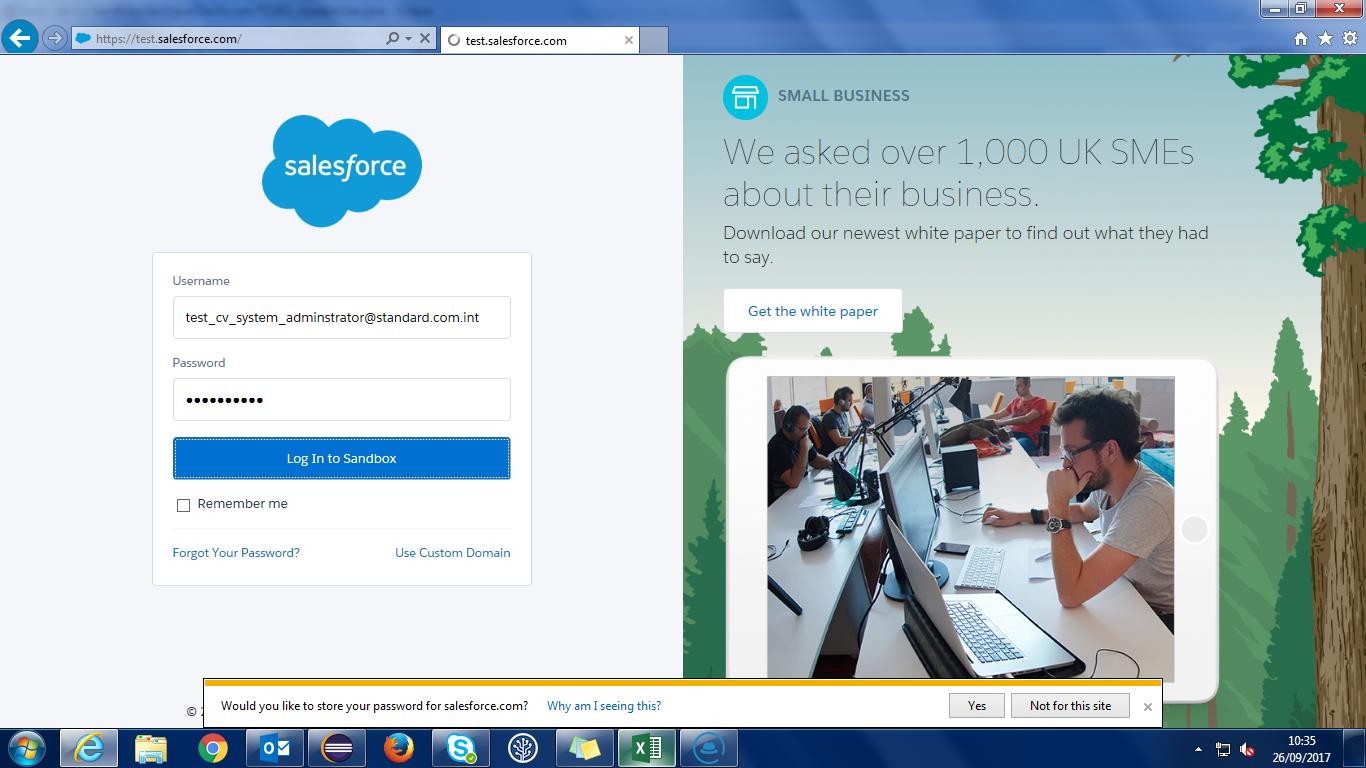 https://test.salesforce.com/
test.salesforce.com
salesforce
Username
test_cv_system_adminstrator@standard.com.int
Password
Log In to Sandbox
Remember me
Forgot Your Password?
Use Custom Domain
SMALL BUSINESS
We asked over 1,000 UK SMEs
about their business.
Download our newest white paper to find out what they had
to say.
Get the white paper
©
Would you like to store your password for salesforce.com?
Why am I seeing this?
Yes
Not for this site
10:35
26/09/2017